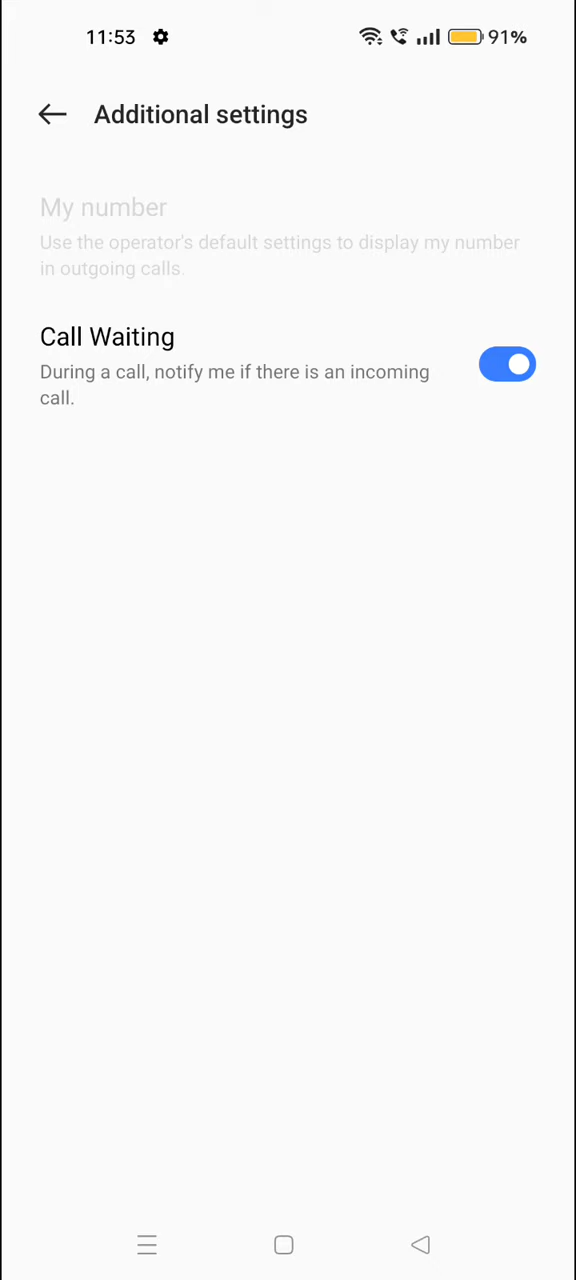 11:53 91%
Additional settings
My number
Use the operator's default settings to display my number
in outgoing calls.
Call Waiting
During a call, notify me if there is an incoming
call.